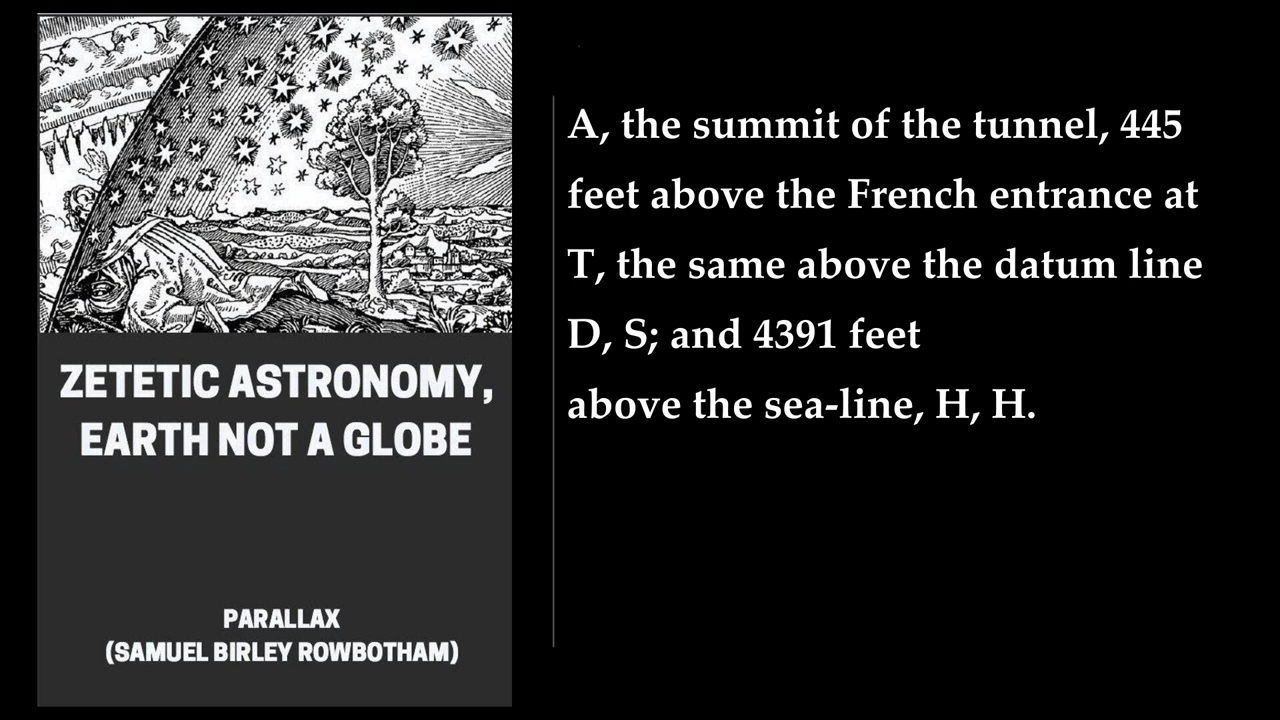 ZETETIC ASTRONOMY,
EARTH NOT A GLOBE
PARALLAX
(SAMUEL BIRLEY ROWBOTHAM)
A, the summit of the tunnel, 445
feet above the French entrance at
T, the same above the datum line
D, S; and 4391 feet
above the sea-line, H, H.